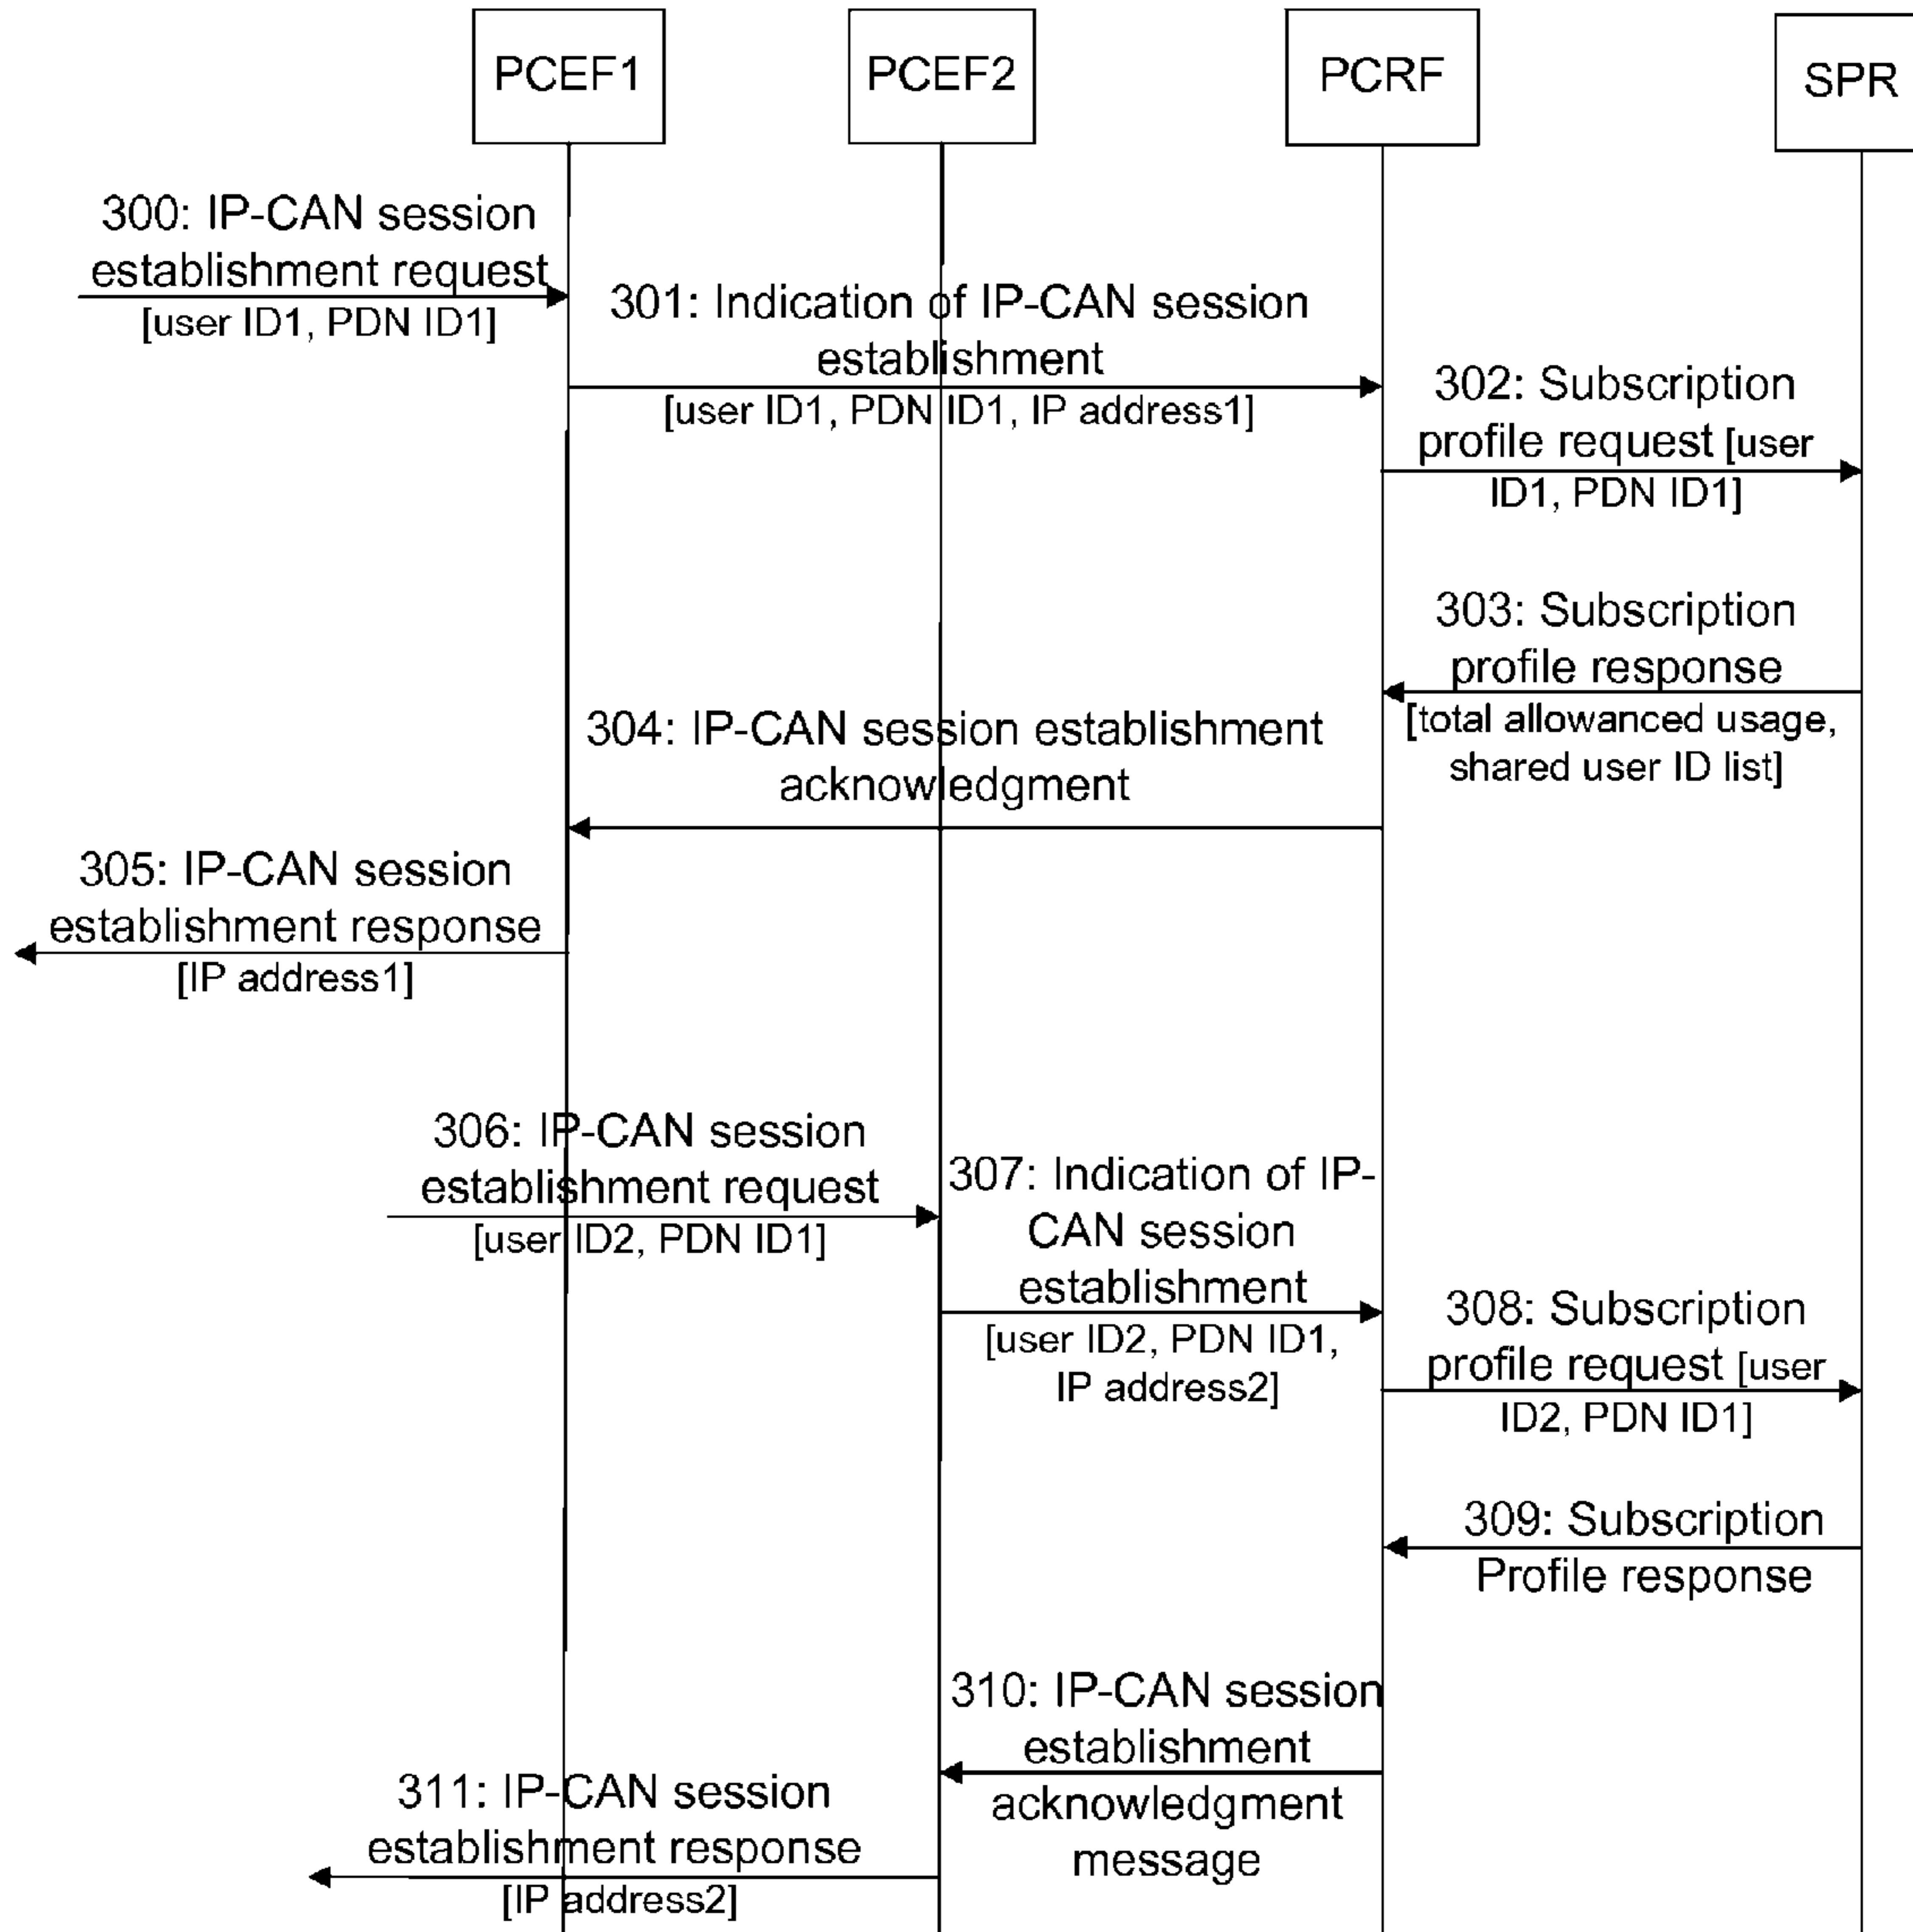 PCEF1
PCEF2
PCRF
SPR
300: IP-CAN session
establishment request
[user ID1, PDN ID1]
301: Indication of IP-CAN session
establishment
[user ID1, PDN ID1, IP address1]
302: Subscription
profile request [user
ID1, PDN ID1]
303: Subscription
profile response
[total allowanced usage,
shared user ID list]
304: IP-CAN session establishment
acknowledgment
305: IP-CAN session
establishment response
[IP address1]
306: IP-CAN session
establishment request
[user ID2, PDN ID1]
307: Indication of IP-
CAN session
establishment
[user ID2, PDN ID1,
IP address2]
308: Subscription
profile request [user
ID2, PDN ID1]
309: Subscription
Profile response
310: IP-CAN session
establishment
acknowledgment
message
311: IP-CAN session
establishment response
[IP address2]